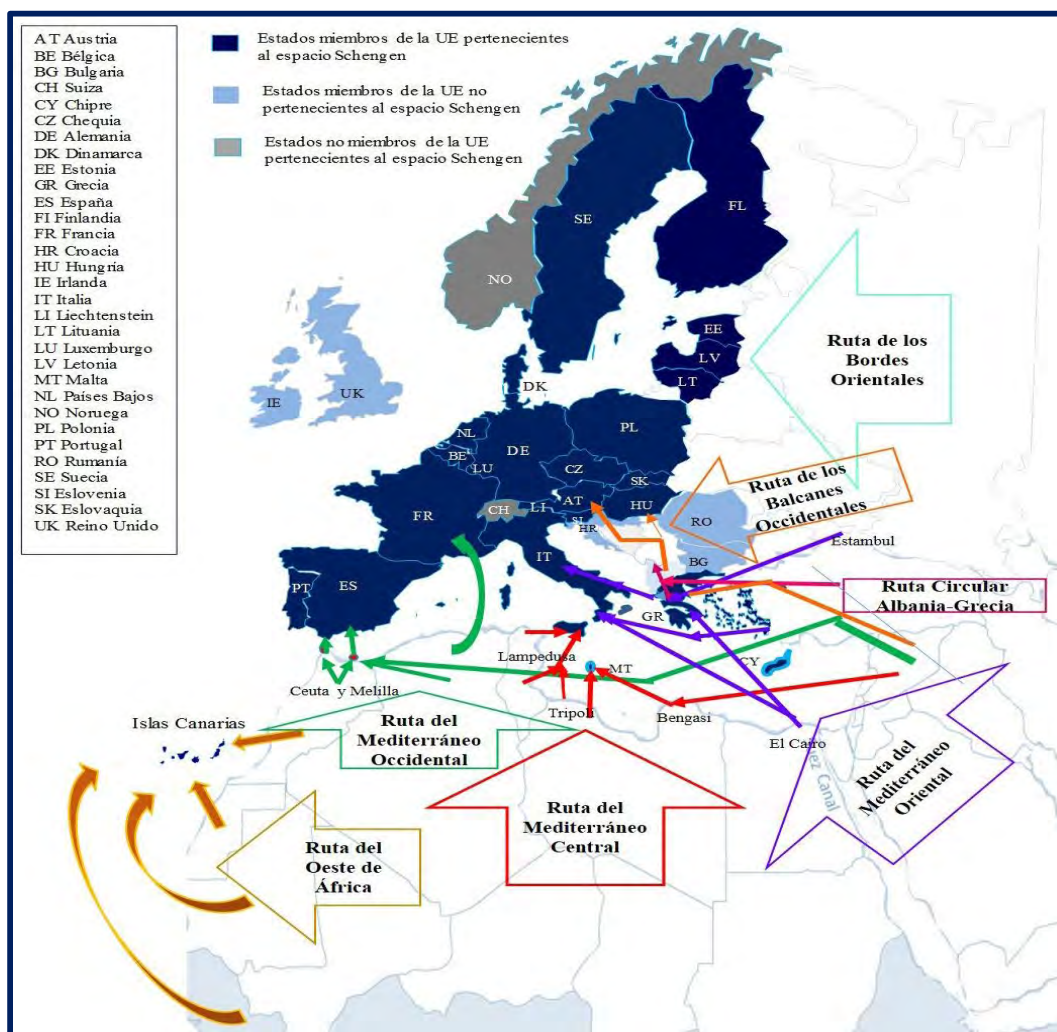 AT Austria
BE Bélgica
BG Bulgaria
CH Suiza
CY Chipre
CZ Chequia
DE Alemania
DK Dinamarca
EE Estonia
GR Grecia
ES España
FI Finlandia
FR Francia
HR Croacia
HU Hungría
IE Irlanda
IT Italia
LI Liechtenstein
LT Lituania
LU Luxemburgo
LV Letonia
MT Malta
NL Países Bajos
NO Noruega
PL Polonia
PT Portugal
RO Rumanía
SE Suecia
SI Eslovenia
SK Eslovaquia
UK Reino Unido
Estados miembros de la UE pertenecientes
al espacio Schengen
Estados miembros de la UE no
pertenecientes al espacio Schengen
Estados no miembros de la UE
pertenecientes al espacio Schengen
FL
SE
NO
EE
LV
LT
Ruta de los
Bordes
Orientales
DK
IE
UK
NL
BE
LU
DE
PL
CZ
SK
AT
HU
CH
LI
FR
SI
HR
RO
BG
Ruta de los
Balcanes
Occidentales
Estambul
IT
PT
ES
GR
Ruta Circular
Albania-Grecia
Lampedusa
MT
CY
Ceuta y Melilla
Tripoli
Bengasi
El Cairo
Islas Canarias
Ruta del
Mediterráneo
Occidental
Ruta del
Mediterráneo
Central
Ruta del
Mediterráneo
Oriental
uez Canal
Ruta del
Oeste de
África